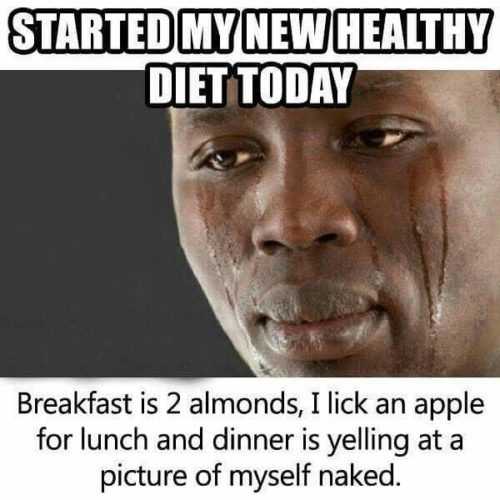 STARTED MY NEW HEALTHY
DIET TODAY
Breakfast is 2 almonds, I lick an apple
for lunch and dinner is yelling at a
picture of myself naked.